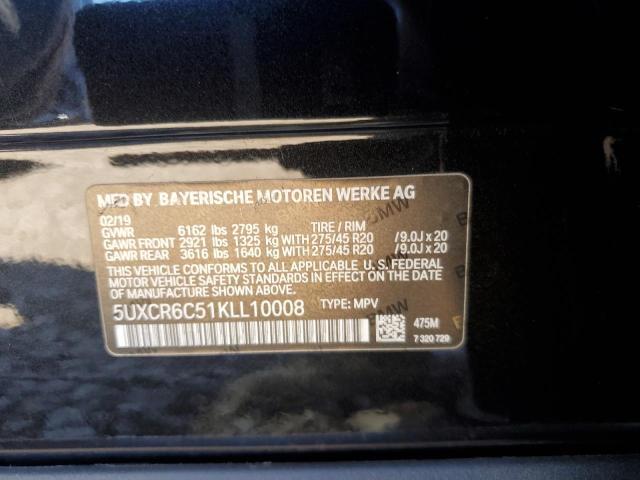 MFD BY BAYERISCHE MOTOREN WERKE AG
02/19
GVWR 6162 lbs 2795 kg TIRE / RIM
GAWR FRONT 2921 lbs 1325 kg WITH 275/45 R20 /9.0J x 20
GAWR REAR 3616 lbs 1640 kg WITH 275/45 R20 /9.0J x 20
THIS VEHICLE CONFORMS TO ALL APPLICABLE U.S. FEDERAL
MOTOR VEHICLE SAFETY STANDARDS IN EFFECT ON THE DATE
OF MANUFACTURE SHOWN ABOVE.
5UXCR6C51KLL10008 TYPE: MPV
475M
7 320 729
BMW
BMW